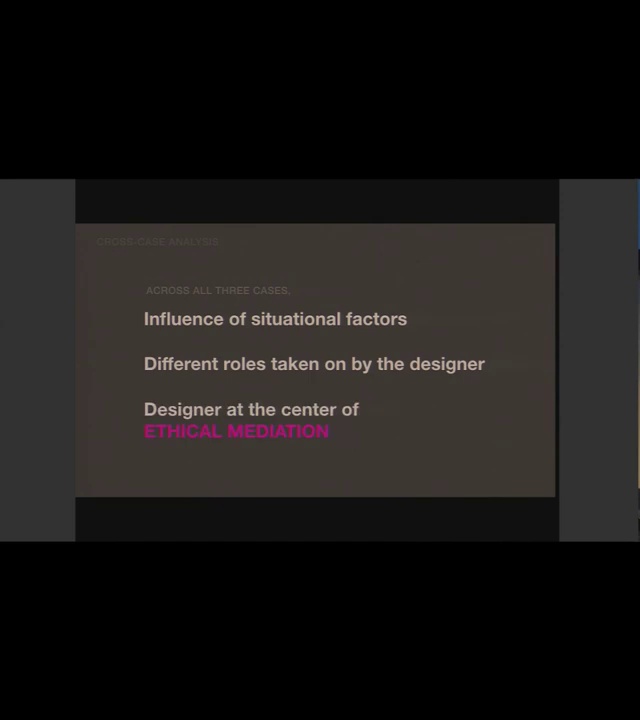 CROSS-CASE ANALYSIS
ACROSS ALL THREE CASES,
Influence of situational factors
Different roles taken on by the designer
Designer at the center of
ETHICAL MEDIATION